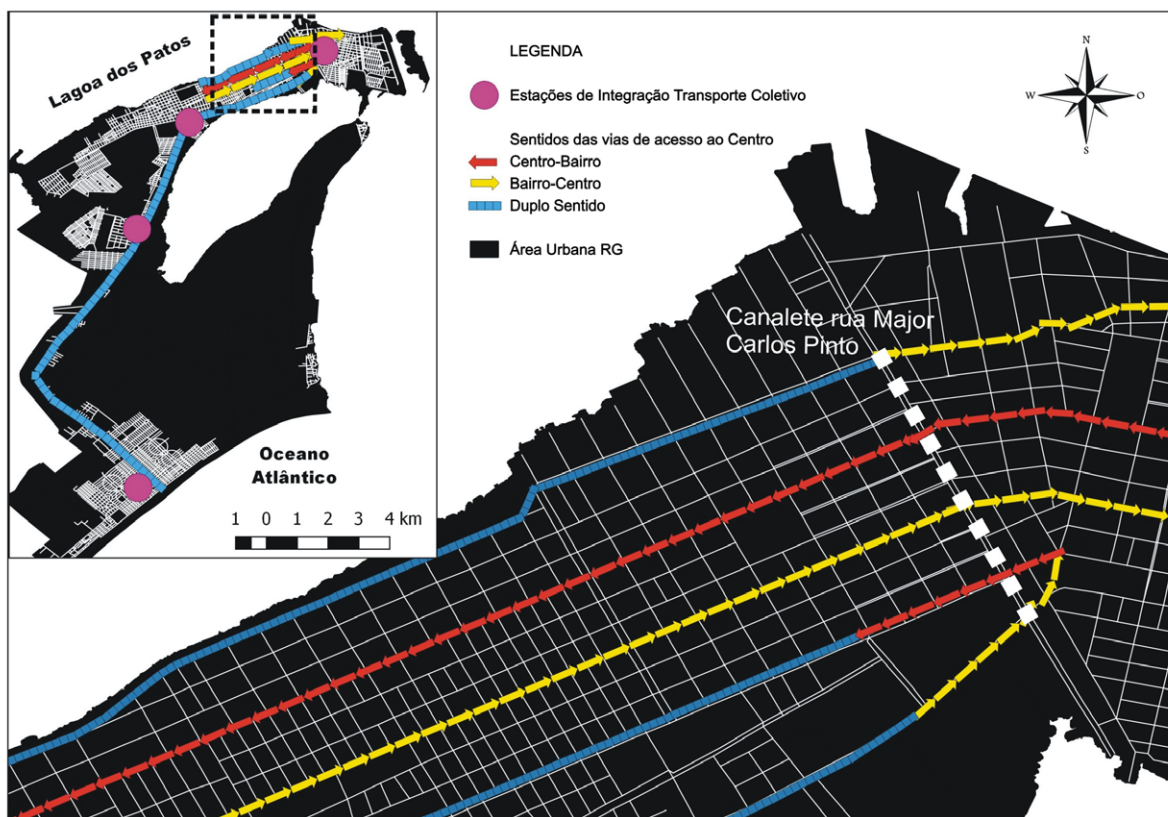 Lagoa dos Patos
Oceano
Atlântico
1 0 1 2 3 4 km
LEGENDA
Estações de Integração Transporte Coletivo
Sentidos das vias de acesso ao Centro
Centro-Bairro
Bairro-Centro
Duplo Sentido
Área Urbana RG
N
W
O
S
Canalete rua Major
Carlos Pinto